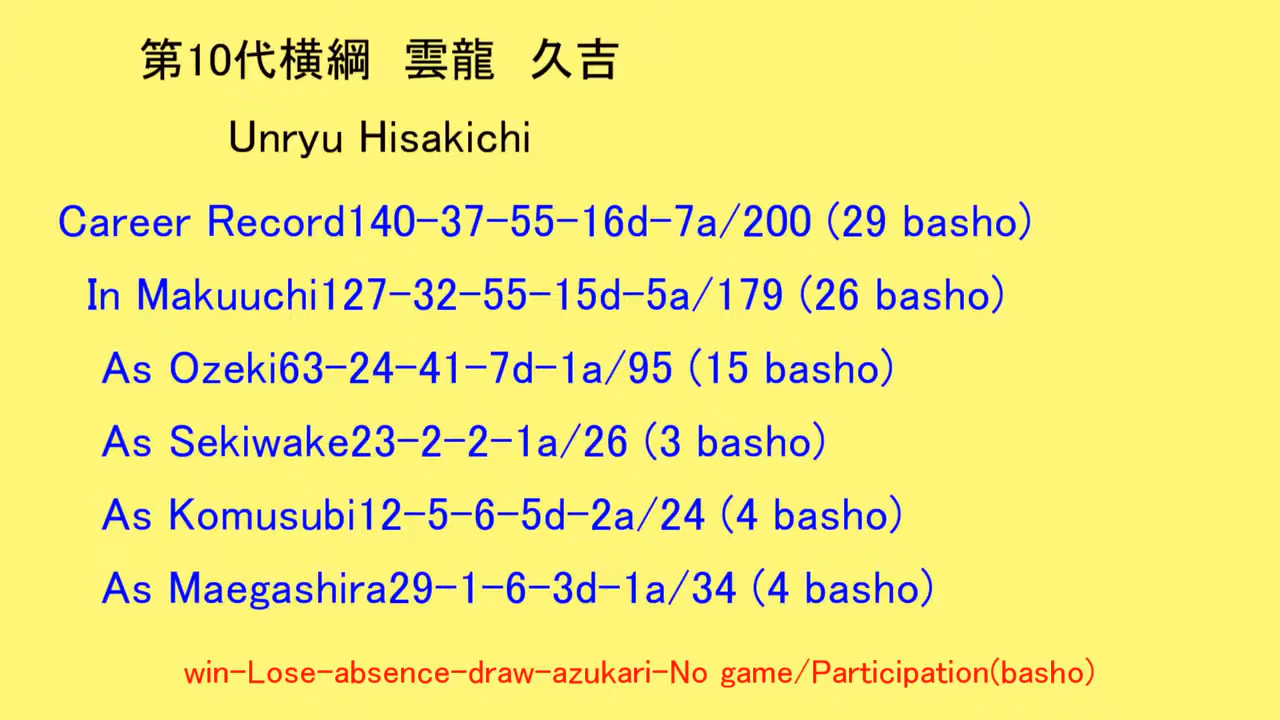 第10代横綱　雲龍　久吉
Unryu Hisakichi
Career Record140-37-55-16d-7a/200 (29 basho)
In Makuuchi127-32-55-15d-5a/179 (26 basho)
As Ozeki63-24-41-7d-1a/95 (15 basho)
As Sekiwake23-2-2-1a/26 (3 basho)
As Komusubi12-5-6-5d-2a/24 (4 basho)
As Maegashira29-1-6-3d-1a/34 (4 basho)
win-Lose-absence-draw-azukari-No game/Participation(basho)